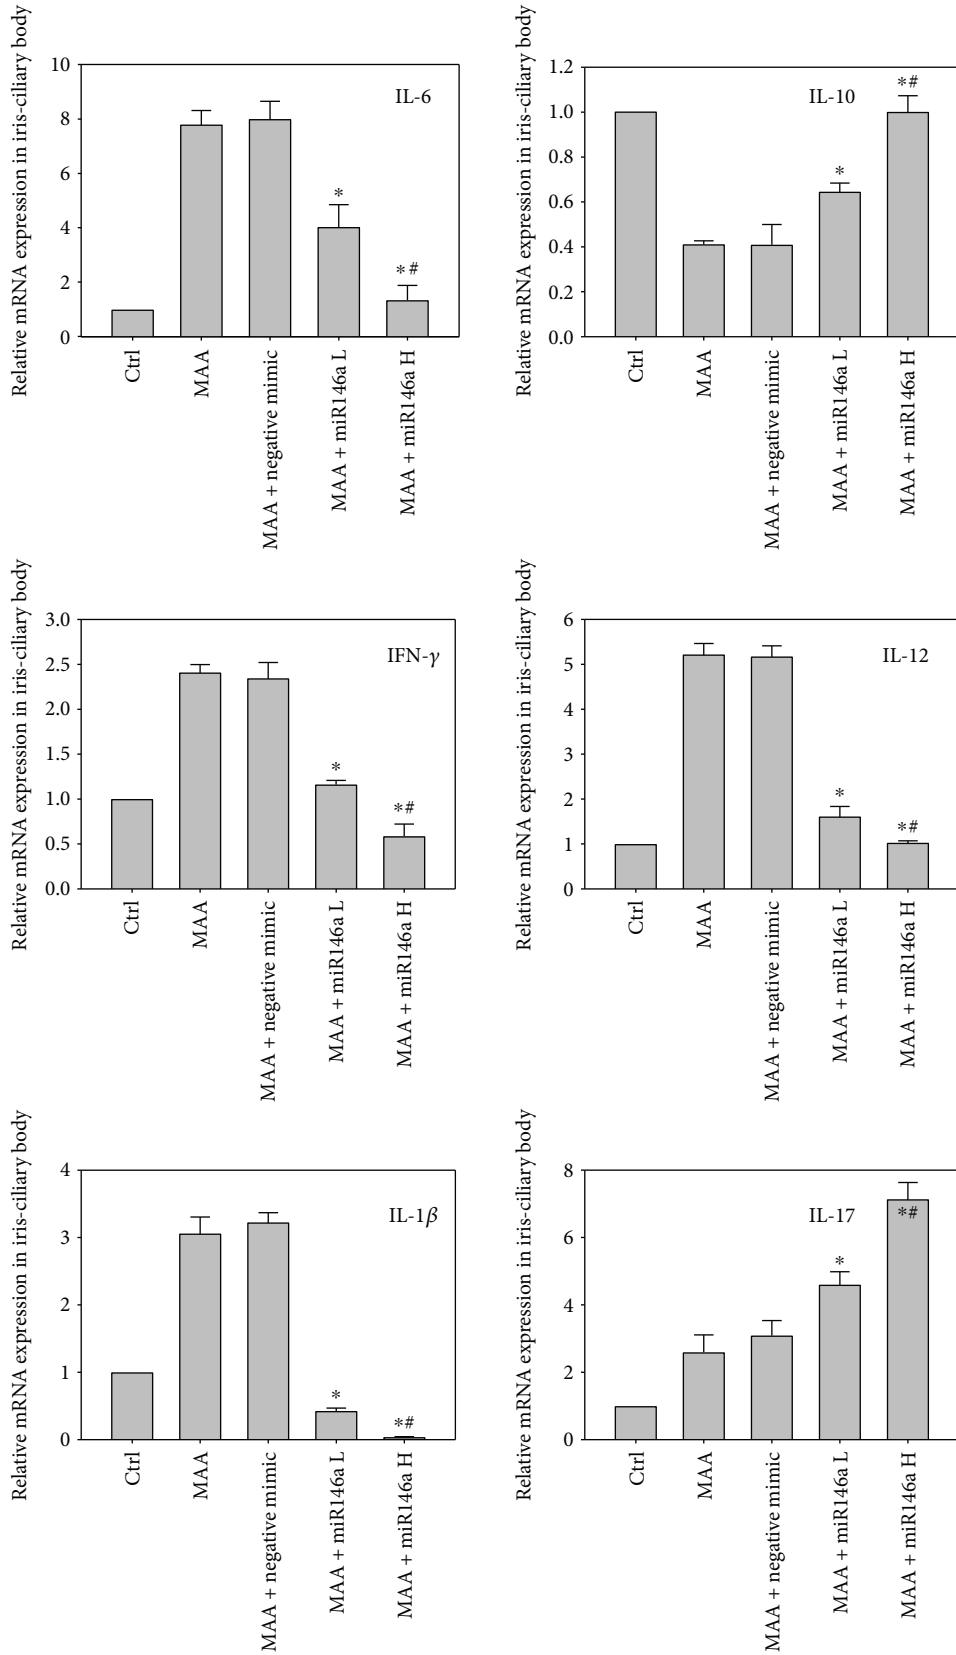 Relative mRNA expression in iris-ciliary body
10
8
6
4
2
0
IL-6
*
*#
Ctrl
MAA
MAA + negative mimic
MAA + miR146a L
MAA + miR146a H
Relative mRNA expression in iris-ciliary body
1.2
1.0
0.8
0.6
0.4
0.2
0.0
IL-10
*
*#
Ctrl
MAA
MAA + negative mimic
MAA + miR146a L
MAA + miR146a H
Relative mRNA expression in iris-ciliary body
3.0
2.5
2.0
1.5
1.0
0.5
0.0
IFN-γ
*
*#
Ctrl
MAA
MAA + negative mimic
MAA + miR146a L
MAA + miR146a H
Relative mRNA expression in iris-ciliary body
6
5
4
3
2
1
0
IL-12
*
*#
Ctrl
MAA
MAA + negative mimic
MAA + miR146a L
MAA + miR146a H
Relative mRNA expression in iris-ciliary body
4
3
2
1
0
IL-1β
*
*#
Ctrl
MAA
MAA + negative mimic
MAA + miR146a L
MAA + miR146a H
Relative mRNA expression in iris-ciliary body
8
6
4
2
0
IL-17
*
*#
Ctrl
MAA
MAA + negative mimic
MAA + miR146a L
MAA + miR146a H